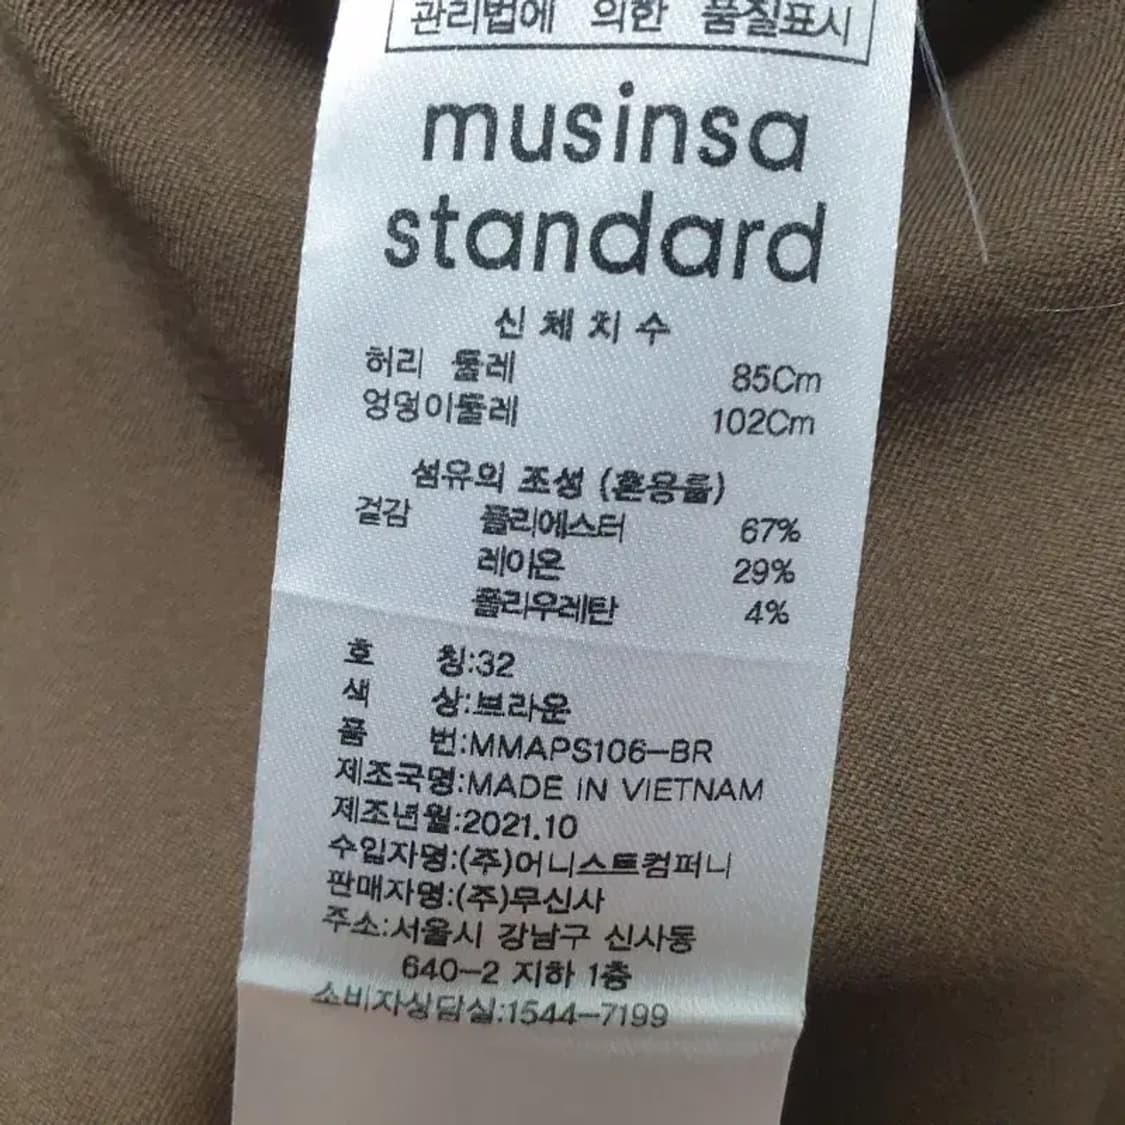 관리법에 의한 품질표시
musinsa
standard
신체치수
허리 둘레 85Cm
엉덩이둘레 102Cm
섬유의 조성 (혼용률)
겉감 폴리에스터 67%
레이온 29%
폴리우레탄 4%
호 칭:32
색 상:브라운
품 번:MMAPS106-BR
제조국명:MADE IN VIETNAM
제조년월:2021.10
수입자명:(주)어니스트컴퍼니
판매자명:(주)무신사
주소:서울시 강남구 신사동
640-2 지하 1층
소비자상담실:1544-7199